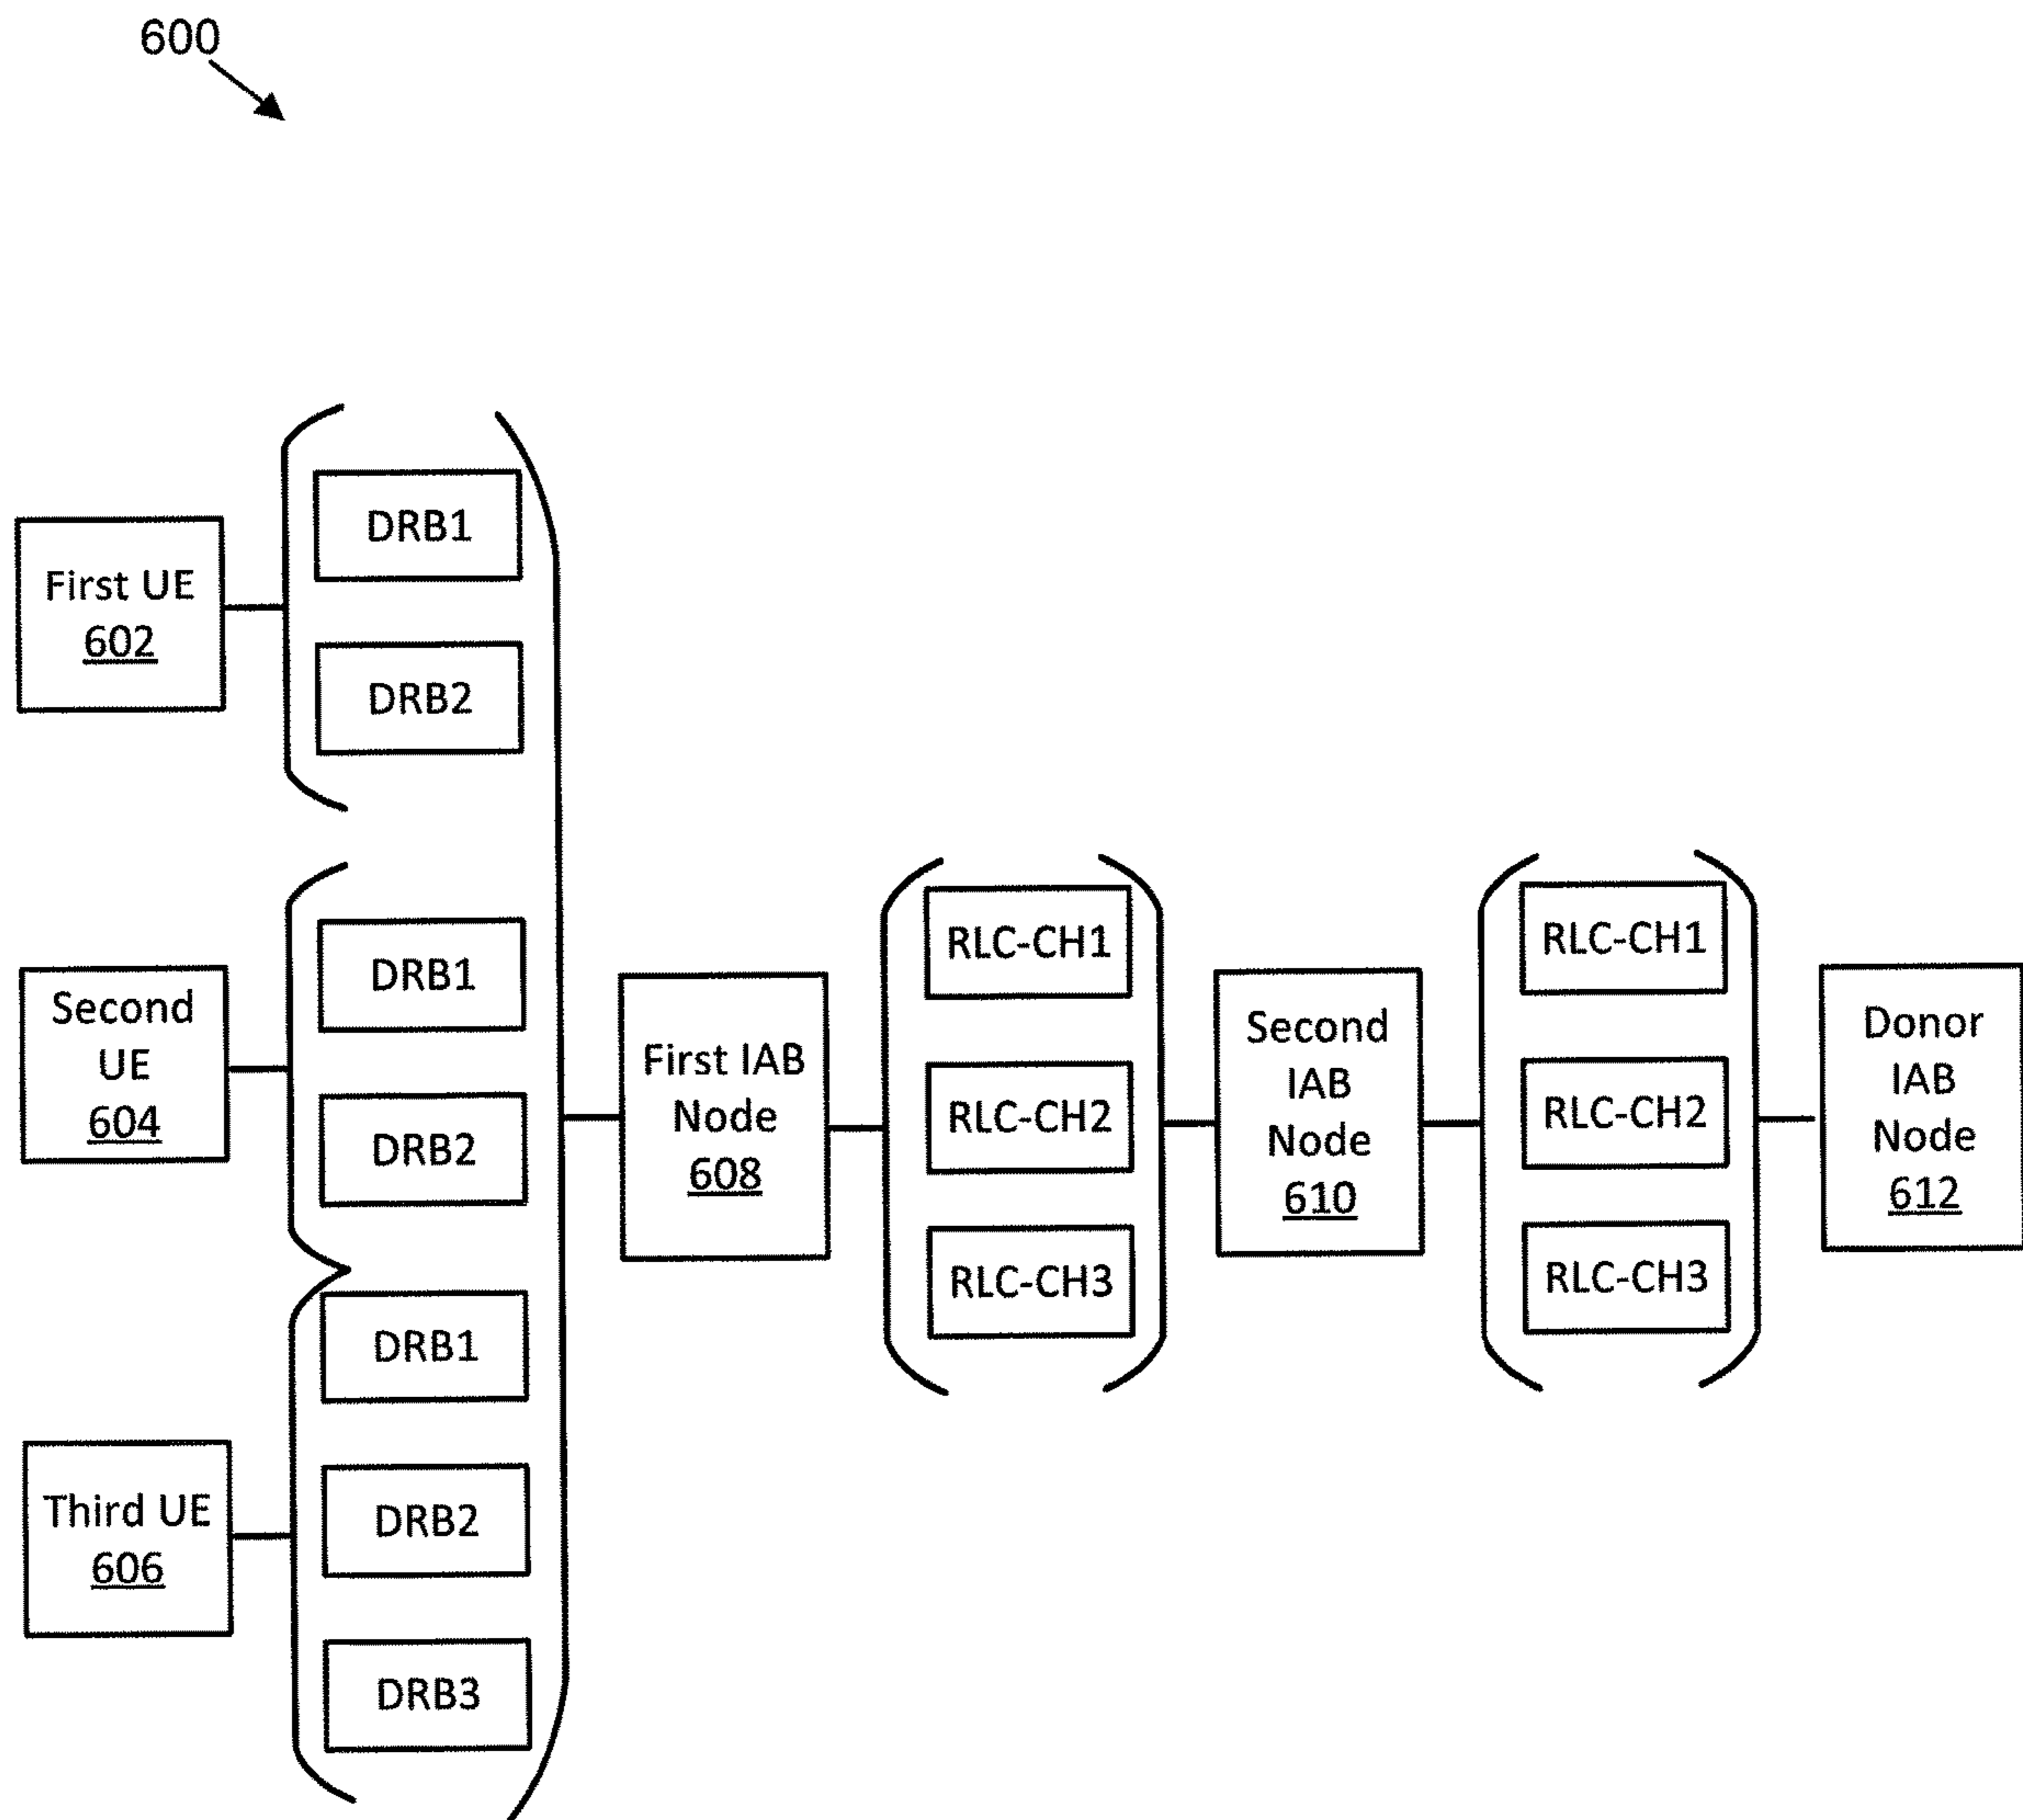 600
DRB1
First UE
602
DRB2
DRB1
Second
UE
604
DRB2
DRB1
Third UE
606
DRB2
DRB3
First IAB
Node
608
RLC-CH1
RLC-CH2
RLC-CH3
Second
IAB
Node
610
RLC-CH1
RLC-CH2
RLC-CH3
Donor
IAB
Node
612